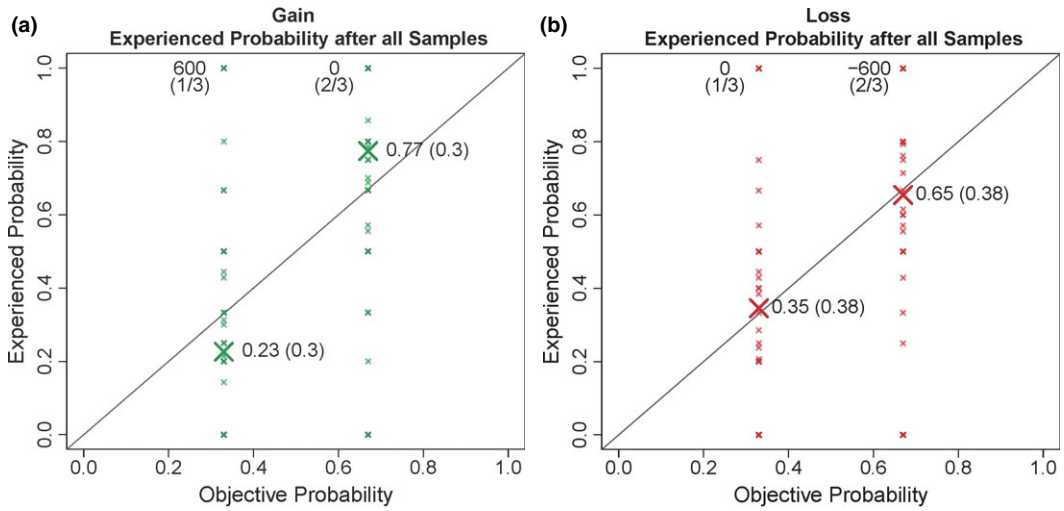 (a)
Gain
Experienced Probability after all Samples
600
(1/3)
0
(2/3)
1.0
0.8
0.6
0.4
0.2
0.0
Experienced Probability
0.77 (0.3)
0.23 (0.3)
0.0 0.2 0.4 0.6 0.8 1.0
Objective Probability
(b)
Loss
Experienced Probability after all Samples
0
(1/3)
−600
(2/3)
1.0
0.8
0.6
0.4
0.2
0.0
Experienced Probability
0.65 (0.38)
0.35 (0.38)
0.0 0.2 0.4 0.6 0.8 1.0
Objective Probability